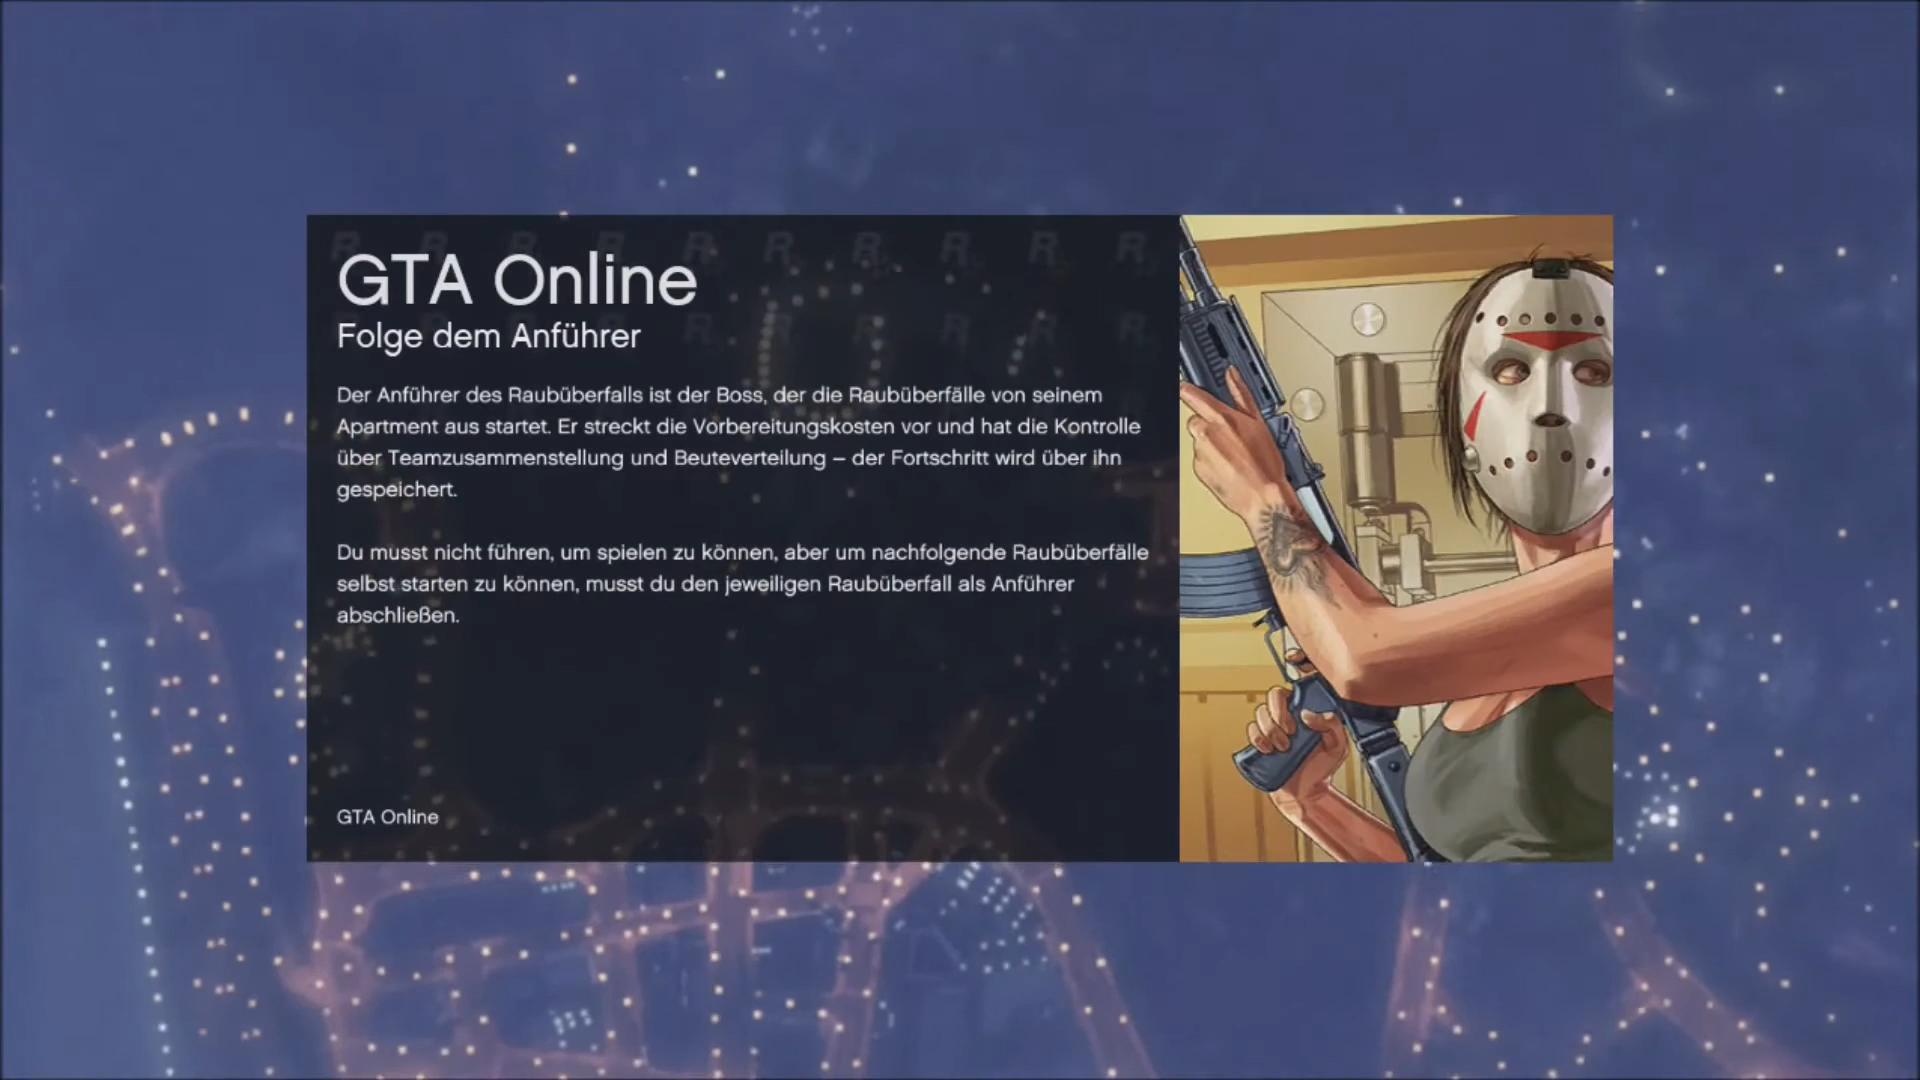 GTA Online
Folge dem Anführer
Der Anführer des Raubüberfalls ist der Boss, der die Raubüberfälle von seinem
Apartment aus startet. Er streckt die Vorbereitungskosten vor und hat die Kontrolle
über Teamzusammenstellung und Beuteverteilung – der Fortschritt wird über ihn
gespeichert.
Du musst nicht führen, um spielen zu können, aber um nachfolgende Raubüberfälle
selbst starten zu können, musst du den jeweiligen Raubüberfall als Anführer
abschließen.
GTA Online